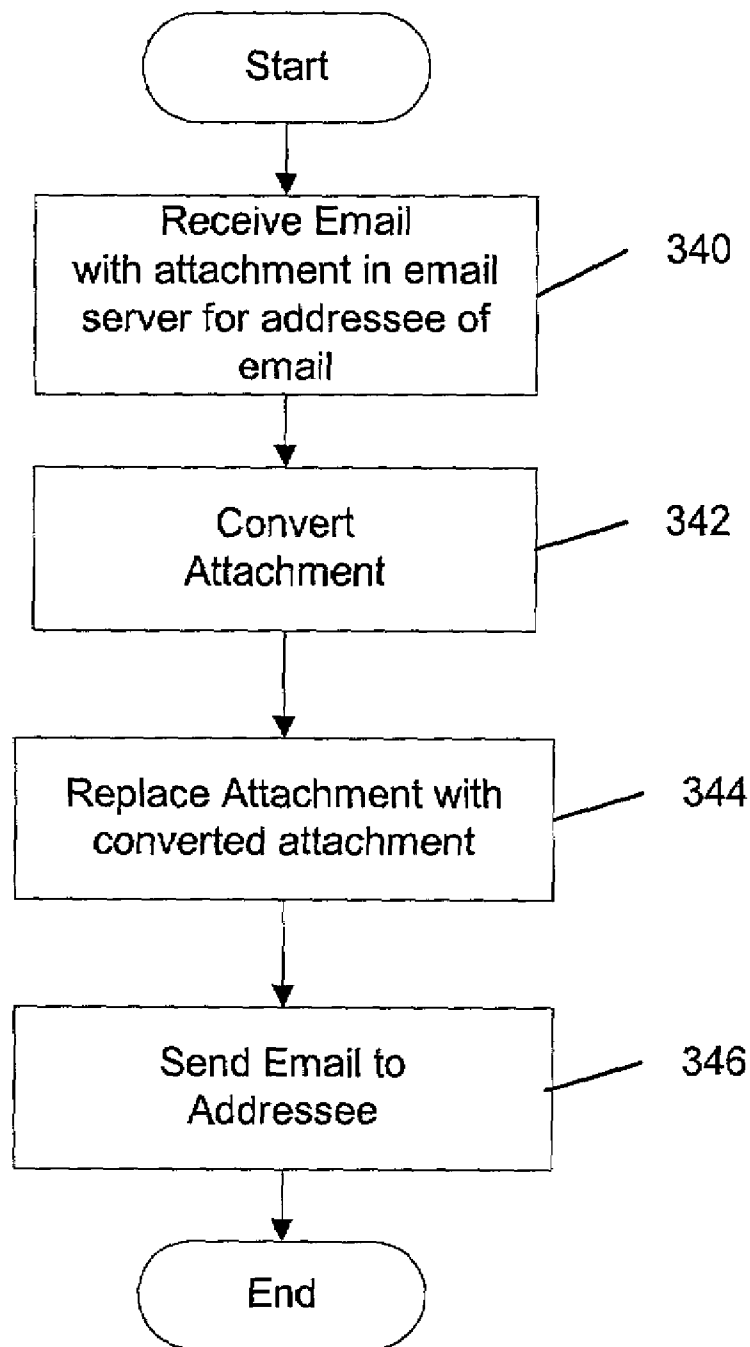 Start
Receive Email
with attachment in email
server for addressee of
email
340
Convert
Attachment
342
Replace Attachment with
converted attachment
344
Send Email to
Addressee
346
End